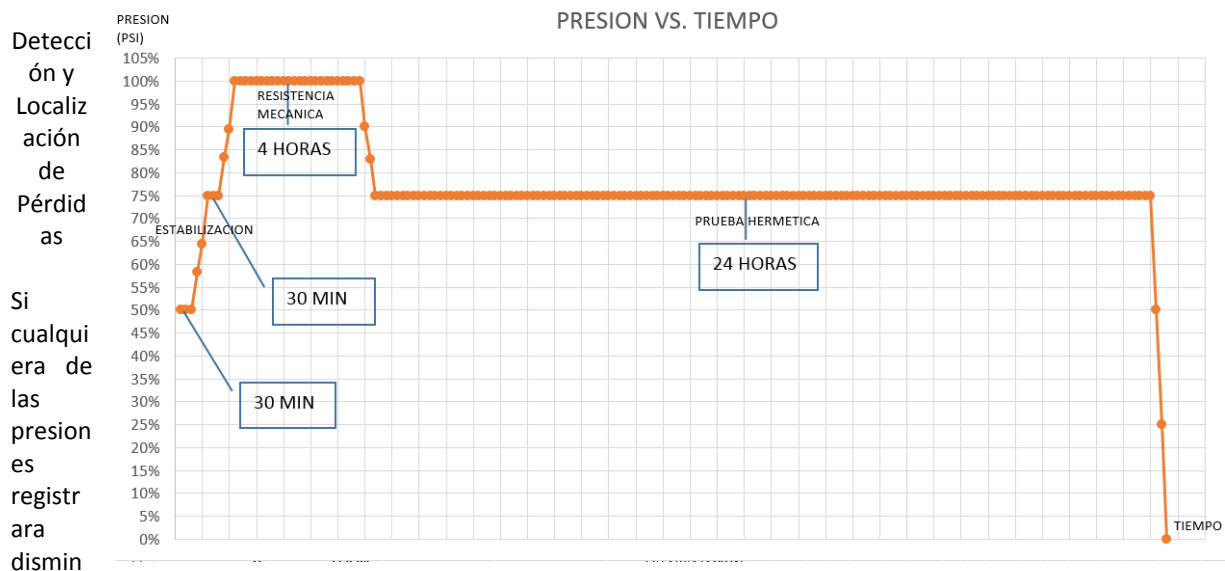 Detecci
ón y
Localiz
ación
de
Pérdid
as
Si
cualqui
era de
las
presion
es
registr
ara
dismin
PRESION VS. TIEMPO
PRESION
(PSI)
105%
100%
95%
90%
85%
80%
75%
70%
65%
60%
55%
50%
45%
40%
35%
30%
25%
20%
15%
10%
5%
0%
RESISTENCIA
MECANICA
4 HORAS
ESTABILIZACION
30 MIN
30 MIN
PRUEBA HERMETICA
24 HORAS
TIEMPO